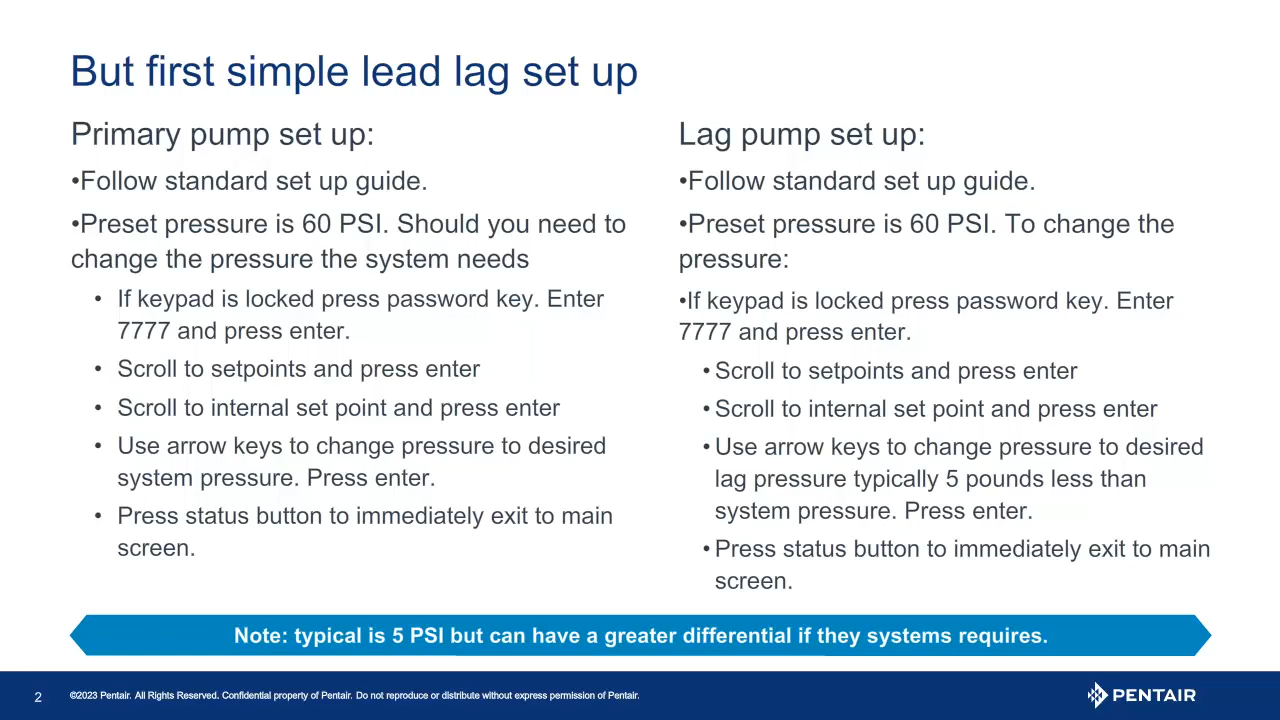 But first simple lead lag set up
Primary pump set up:
•Follow standard set up guide.
•Preset pressure is 60 PSI. Should you need to
change the pressure the system needs
• If keypad is locked press password key. Enter
7777 and press enter.
• Scroll to setpoints and press enter
• Scroll to internal set point and press enter
• Use arrow keys to change pressure to desired
system pressure. Press enter.
• Press status button to immediately exit to main
screen.
Lag pump set up:
•Follow standard set up guide.
•Preset pressure is 60 PSI. To change the
pressure:
•If keypad is locked press password key. Enter
7777 and press enter.
• Scroll to setpoints and press enter
• Scroll to internal set point and press enter
• Use arrow keys to change pressure to desired
lag pressure typically 5 pounds less than
system pressure. Press enter.
• Press status button to immediately exit to main
screen.
Note: typical is 5 PSI but can have a greater differential if they systems requires.
2
©2023 Pentair. All Rights Reserved. Confidential property of Pentair. Do not reproduce or distribute without express permission of Pentair.
PENTAIR